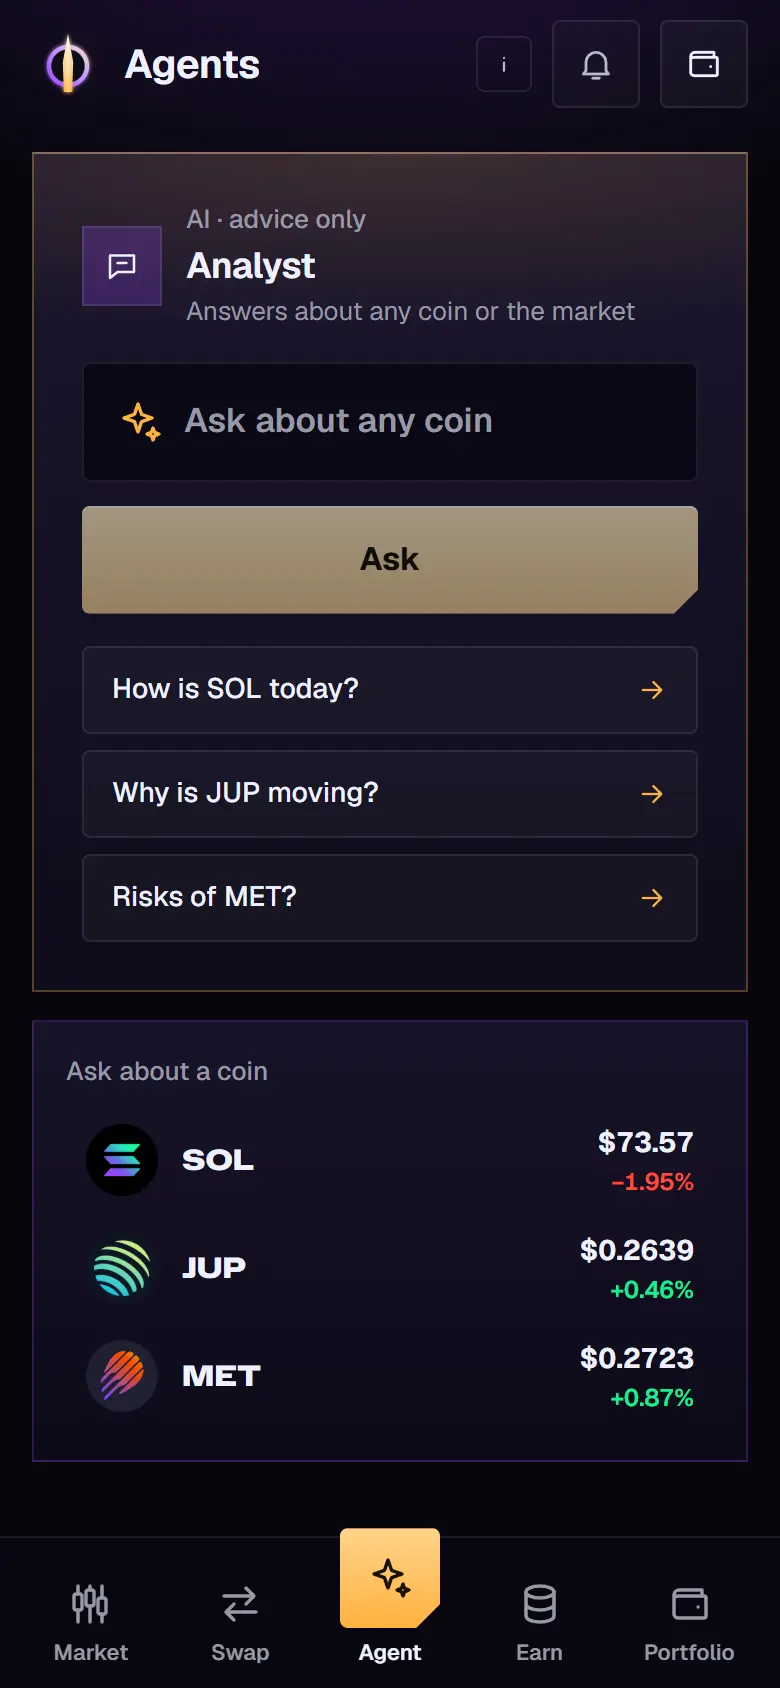 Agents
i
AI · advice only
Analyst
Answers about any coin or the market
Ask about any coin
Ask
How is SOL today?
Why is JUP moving?
Risks of MET?
Ask about a coin
SOL
$73.57
−1.95%
JUP
$0.2639
+0.46%
MET
$0.2723
+0.87%
Market
Swap
Agent
Earn
Portfolio